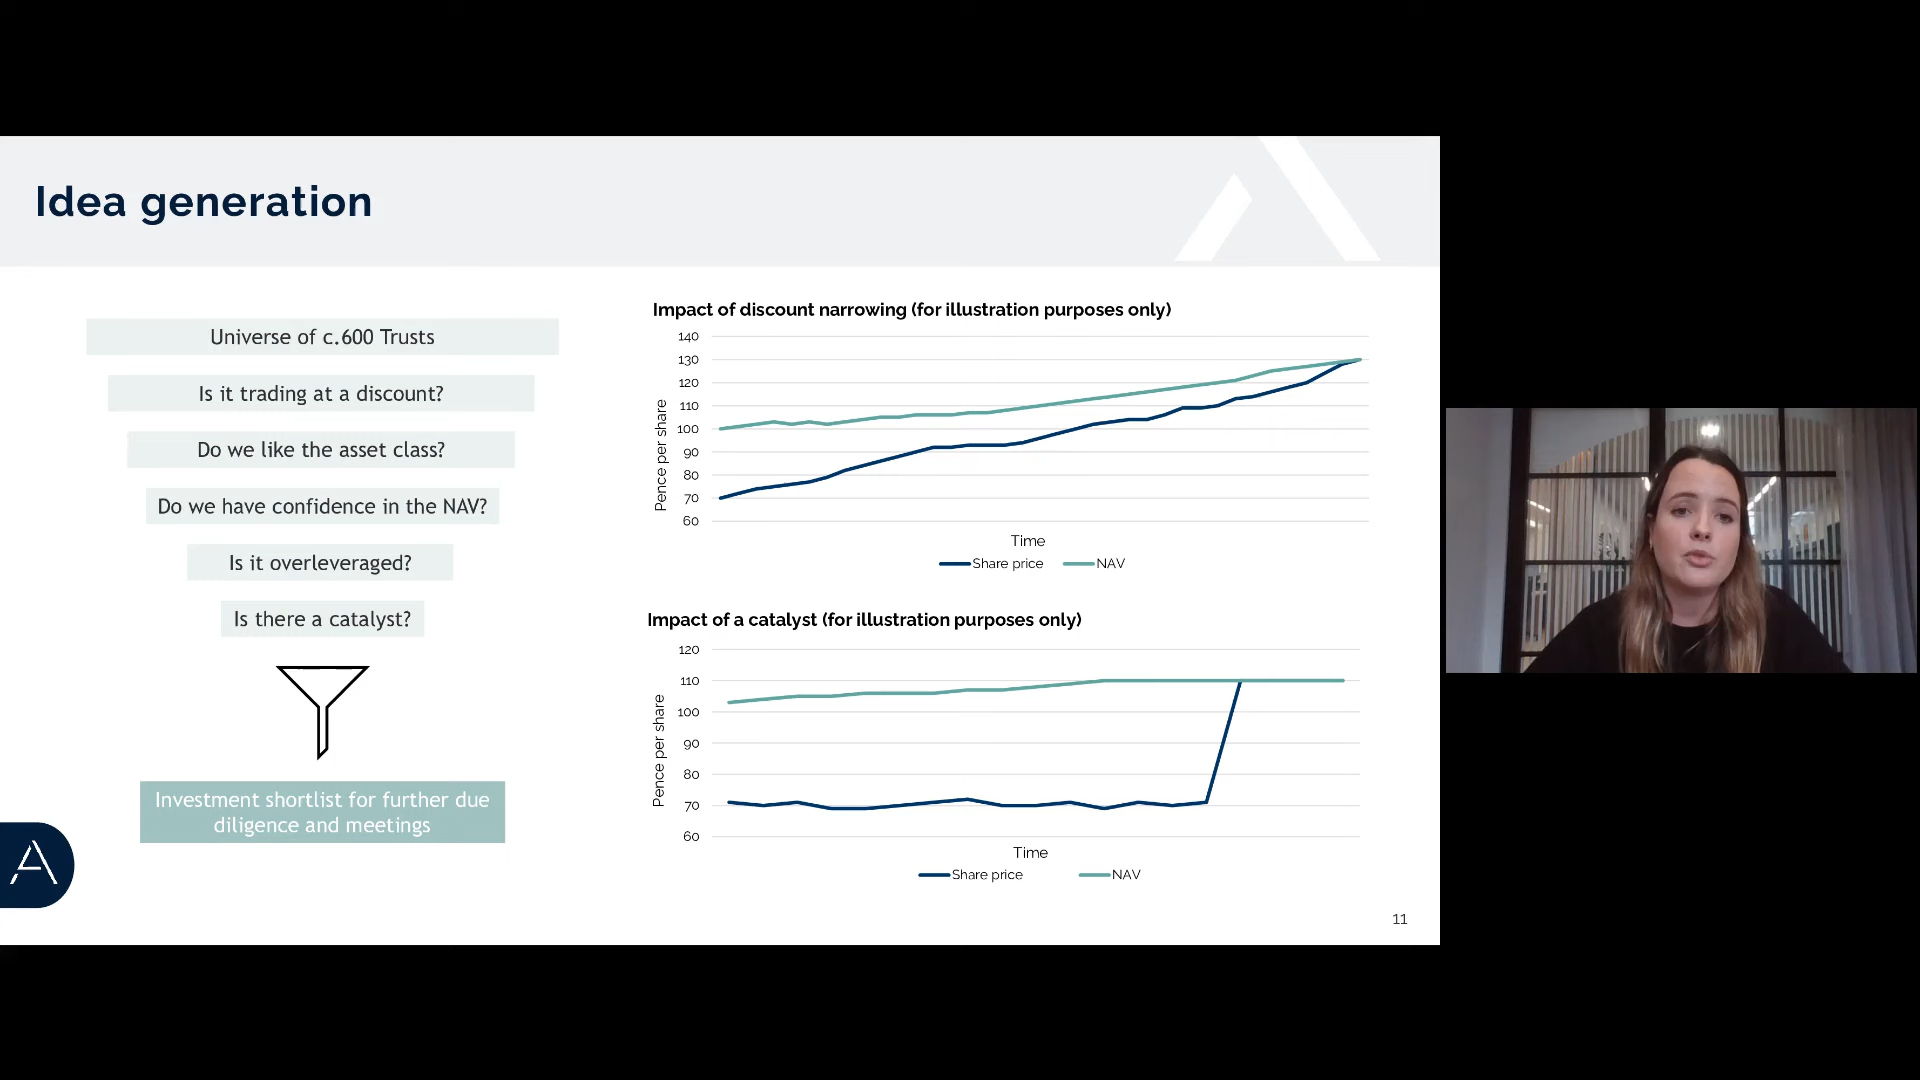 Idea generation
Universe of c.600 Trusts
Is it trading at a discount?
Do we like the asset class?
Do we have confidence in the NAV?
Is it overleveraged?
Is there a catalyst?
Investment shortlist for further due
diligence and meetings
Impact of discount narrowing (for illustration purposes only)
140
130
120
110
100
90
80
70
60
Pence per share
Time
Share price
NAV
Impact of a catalyst (for illustration purposes only)
120
110
100
90
80
70
60
Pence per share
Time
Share price
NAV
11